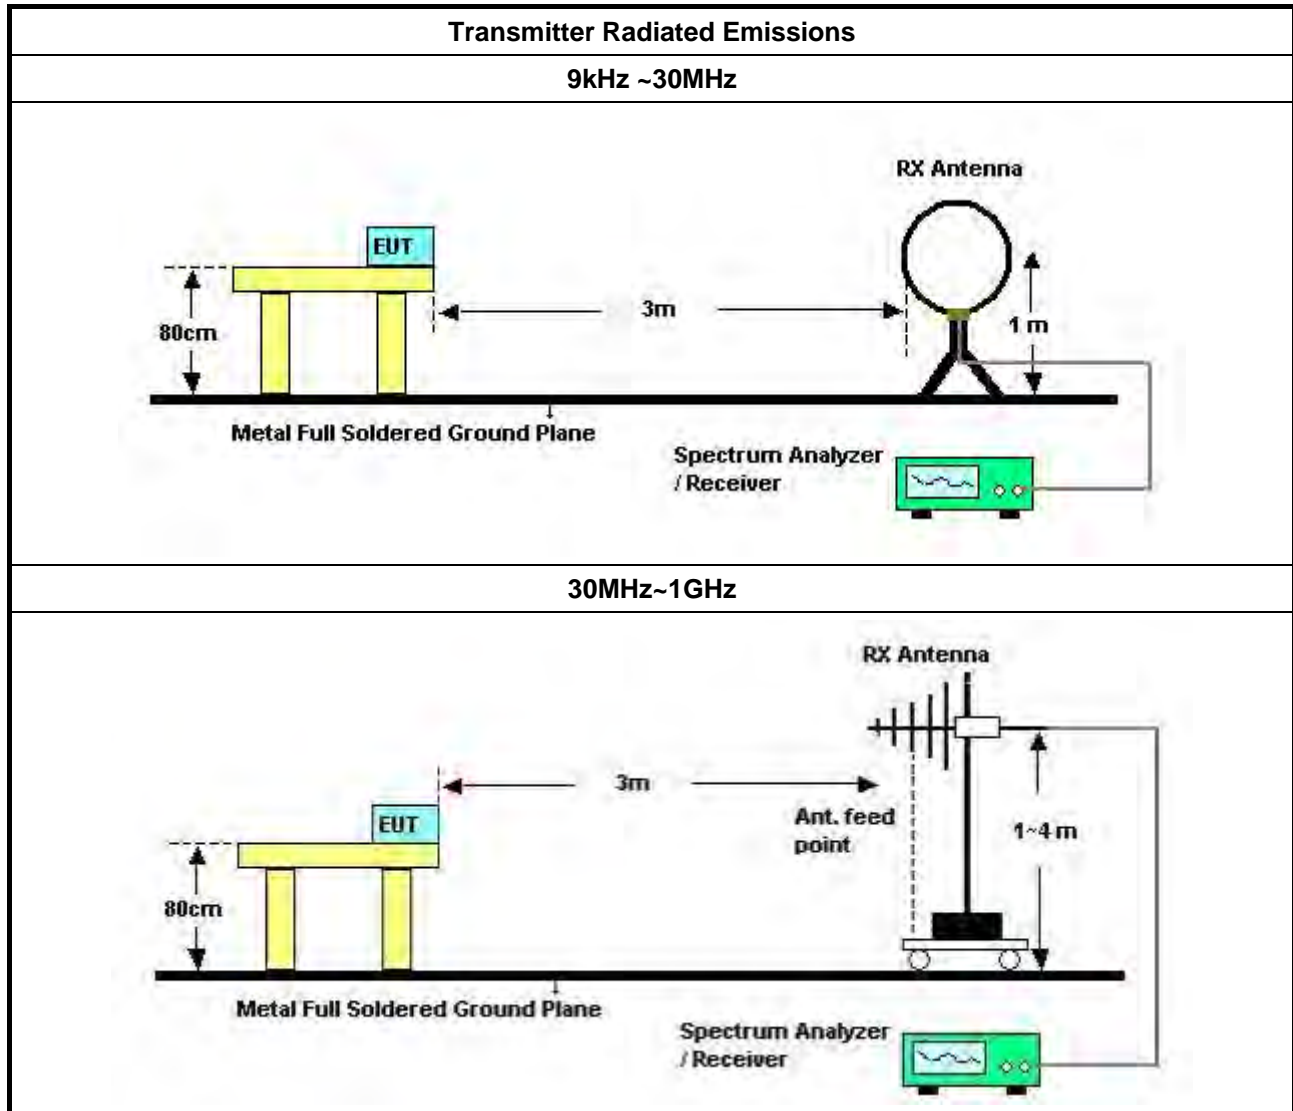 Transmitter Radiated Emissions
9kHz ~30MHz
RX Antenna
EUT
3m
80cm
1 m
Metal Full Soldered Ground Plane
Spectrum Analyzer
/ Receiver
30MHz~1GHz
RX Antenna
3m
EUT
Ant. feed
point
1~4 m
80cm
Metal Full Soldered Ground Plane
Spectrum Analyzer
/ Receiver